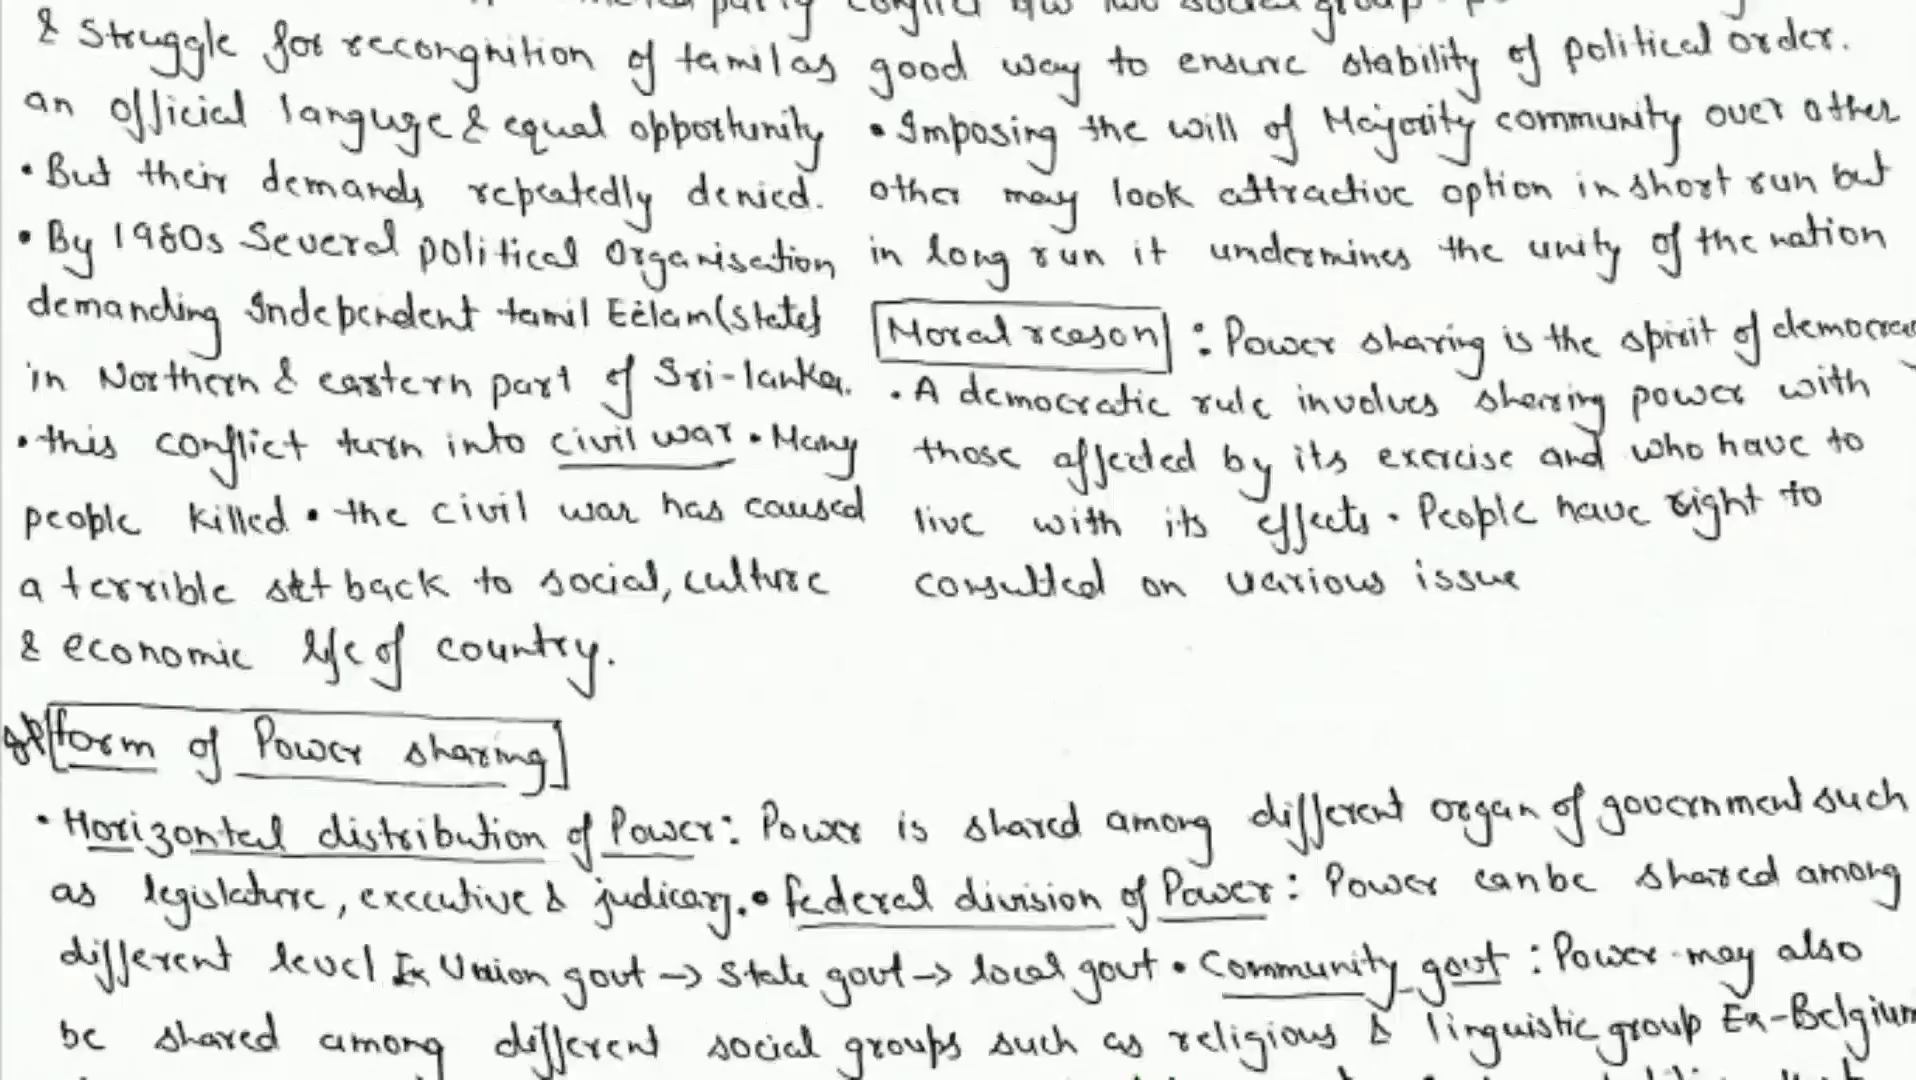 party conflict b/w two social group.
& Struggle for recongnition of tamil as
an official languge & equal opportunity
• But their demands repeatedly denied.
• By 1980s Several political Organisation
demanding Independent tamil Eelam (state)
in Northern & eastern part of Sri-lanka.
• this conflict turn into civil war • Many
people killed • the civil war has caused
a terrible set back to social, culture
& economic life of country.
good way to ensure stability of political order.
• Imposing the will of Majority community over other
other may look attractive option in short run but
in long run it undermines the unity of the nation
Moral reason : Power sharing is the spirit of democrac
• A democratic rule involves sharing power with
those affected by its exercise and who have to
live with its effects • People have right to
consulted on various issue
form of Power sharing
• Horizontal distribution of Power : Power is shared among different organ of government such
as legislature, executive & judicary. • federal division of Power : Power can be shared among
different level Ex Union govt → State govt → local govt • Community govt : Power may also
be shared among different social groups such as religious & linguistic group Ex-Belgium